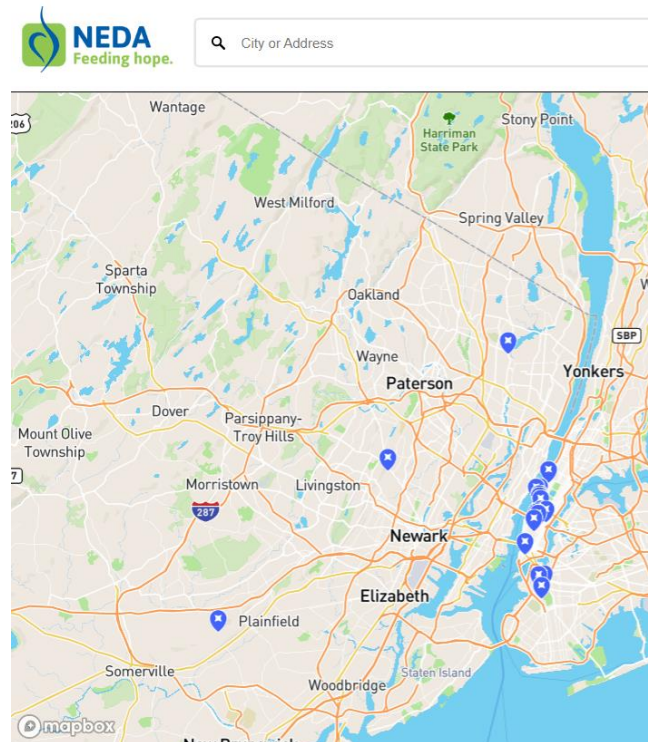 NEDA
Feeding hope.
City or Address
Wantage
206
Stony Point
Harriman
State Park
West Milford
Spring Valley
Sparta
Township
Oakland
SBP
Wayne
Yonkers
Paterson
Dover
Parsippany-
Troy Hills
Mount Olive
Township
7
Morristown
Livingston
287
Newark
Elizabeth
Plainfield
Somerville
Staten Island
Woodbridge
mapbox